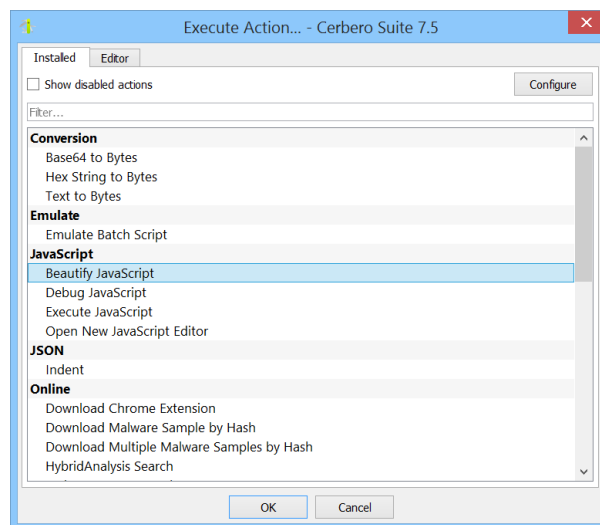 Execute Action... - Cerbero Suite 7.5
Installed Editor
Show disabled actions Configure
Filter...
Conversion
Base64 to Bytes
Hex String to Bytes
Text to Bytes
Emulate
Emulate Batch Script
JavaScript
Beautify JavaScript
Debug JavaScript
Execute JavaScript
Open New JavaScript Editor
JSON
Indent
Online
Download Chrome Extension
Download Malware Sample by Hash
Download Multiple Malware Samples by Hash
HybridAnalysis Search
OK Cancel